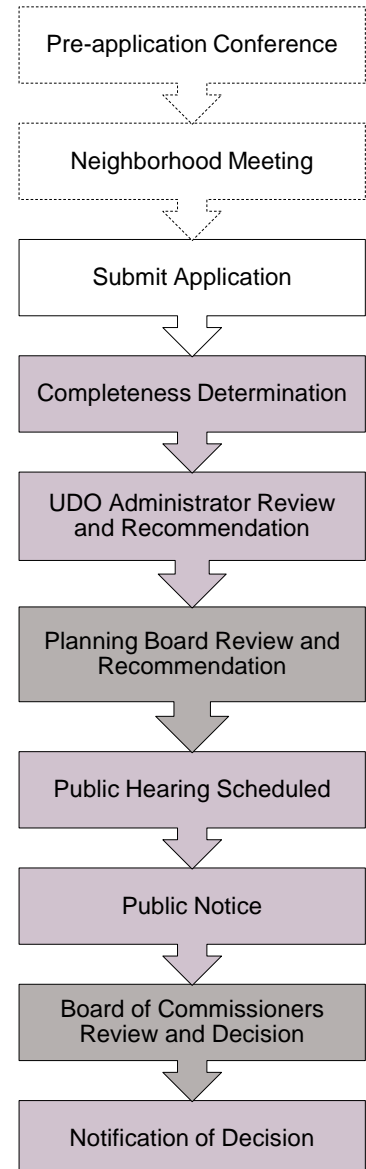 Pre-application Conference
Neighborhood Meeting
Submit Application
Completeness Determination
UDO Administrator Review
and Recommendation
Planning Board Review and
Recommendation
Public Hearing Scheduled
Public Notice
Board of Commissioners
Review and Decision
Notification of Decision